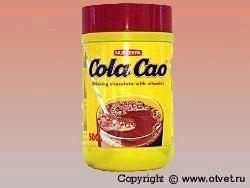 NUTREXPA
Cola Cao
Drinking chocolate with vitamins
500
Copyright © www.otvet.ru